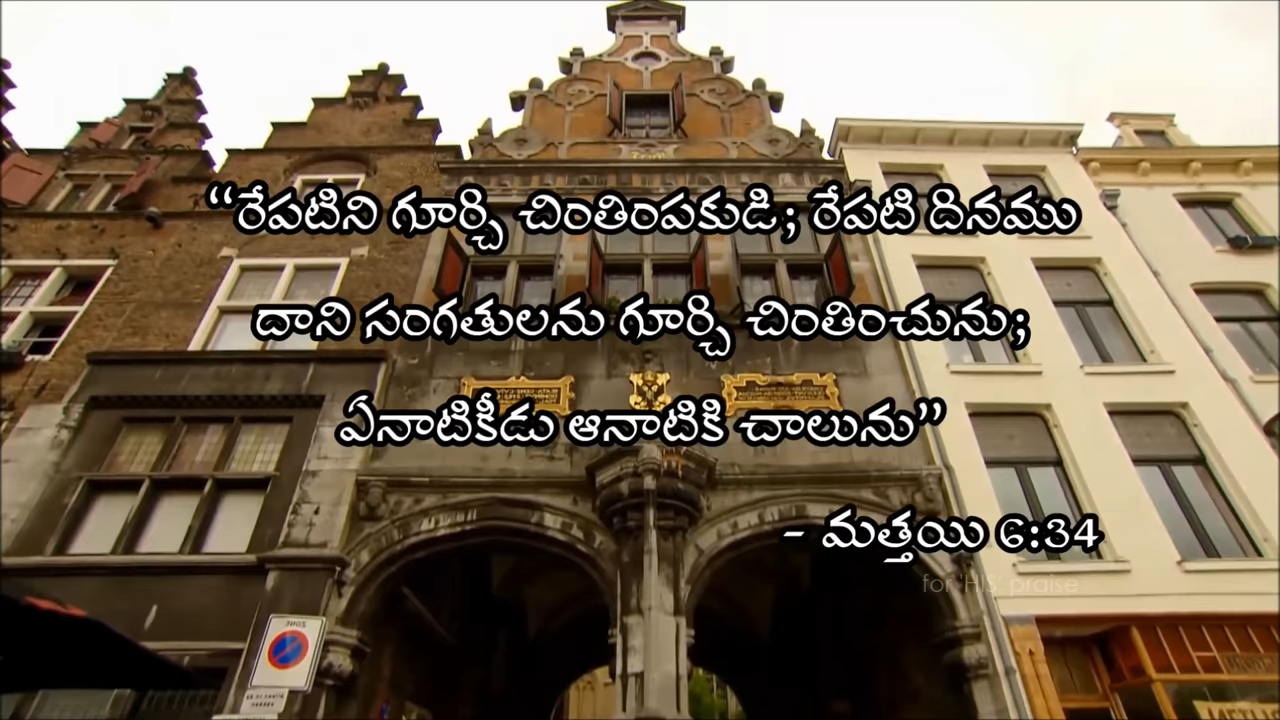 “రేపటిని గూర్చి చింతింపకుడి; రేపటి దినము
దాని సంగతులను గూర్చి చింతించును;
ఏనాటికీడు ఆనాటికి చాలును”
- మత్తయి 6:34
for 'HIS' praise